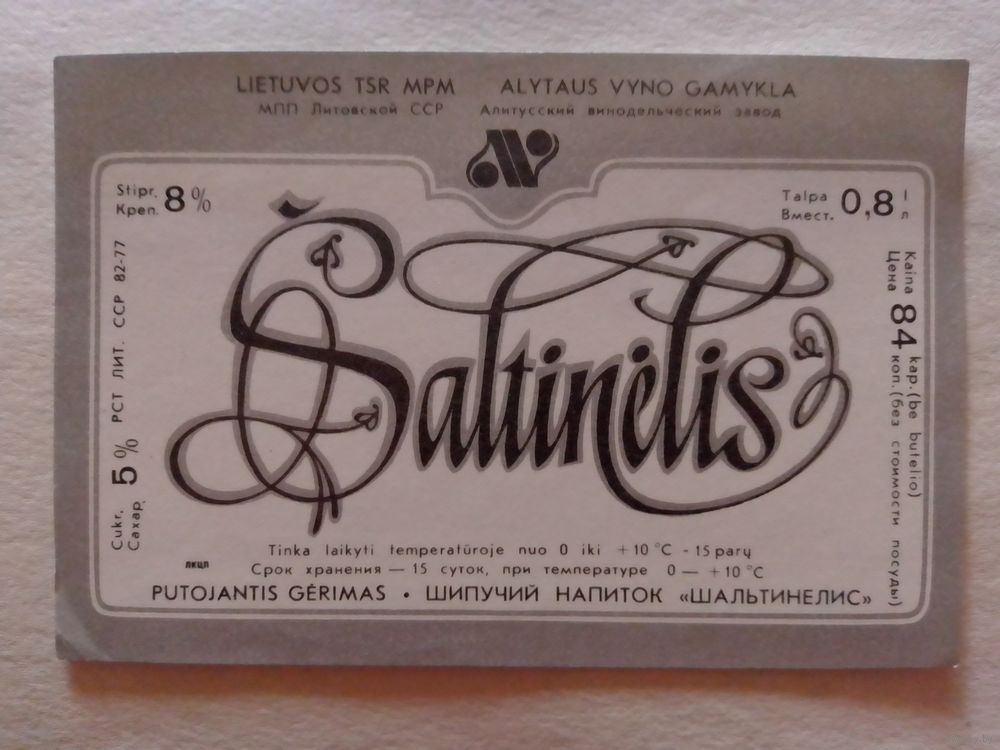 LIETUVOS TSR MPM ALYTAUS VYNO GAMYKLA
МПП Литовской ССР Алитусский винодельческий завод
Stipr. 8 %
Креп.
Talpa 0,8 l
Вмест. л
Šaltinėlis
Cukr. 5 % РСТ ЛИТ. ССР 82-77
Сахар.
Kaina 84 kap. (be butelio)
Цена коп. (без стоимости посуды)
Tinka laikyti temperatūroje nuo 0 iki +10 °C - 15 parų
Срок хранения — 15 суток, при температуре 0 — +10 °C
PUTOJANTIS GĖRIMAS • ШИПУЧИЙ НАПИТОК «ШАЛЬТИНЕЛИС»